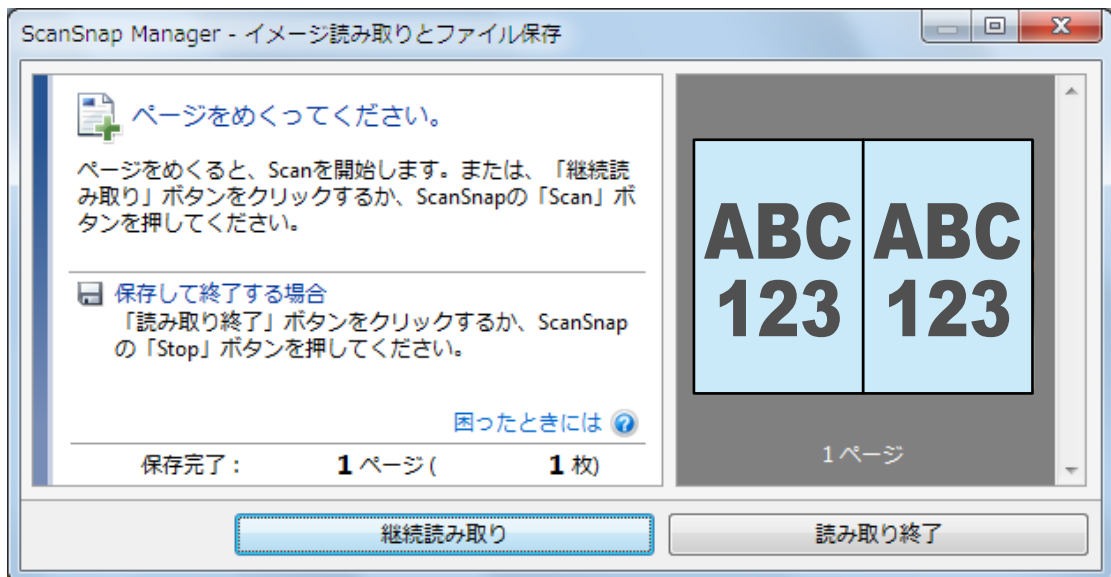 ScanSnap Manager - イメージ読み取りとファイル保存
ページをめくってください。
ページをめくると、Scanを開始します。または、「継続読
み取り」ボタンをクリックするか、ScanSnapの「Scan」ボ
タンを押してください。
保存して終了する場合
「読み取り終了」ボタンをクリックするか、ScanSnap
の「Stop」ボタンを押してください。
困ったときには
保存完了： 1 ページ ( 1 枚)
ABC ABC
123 123
1 ページ
継続読み取り 読み取り終了